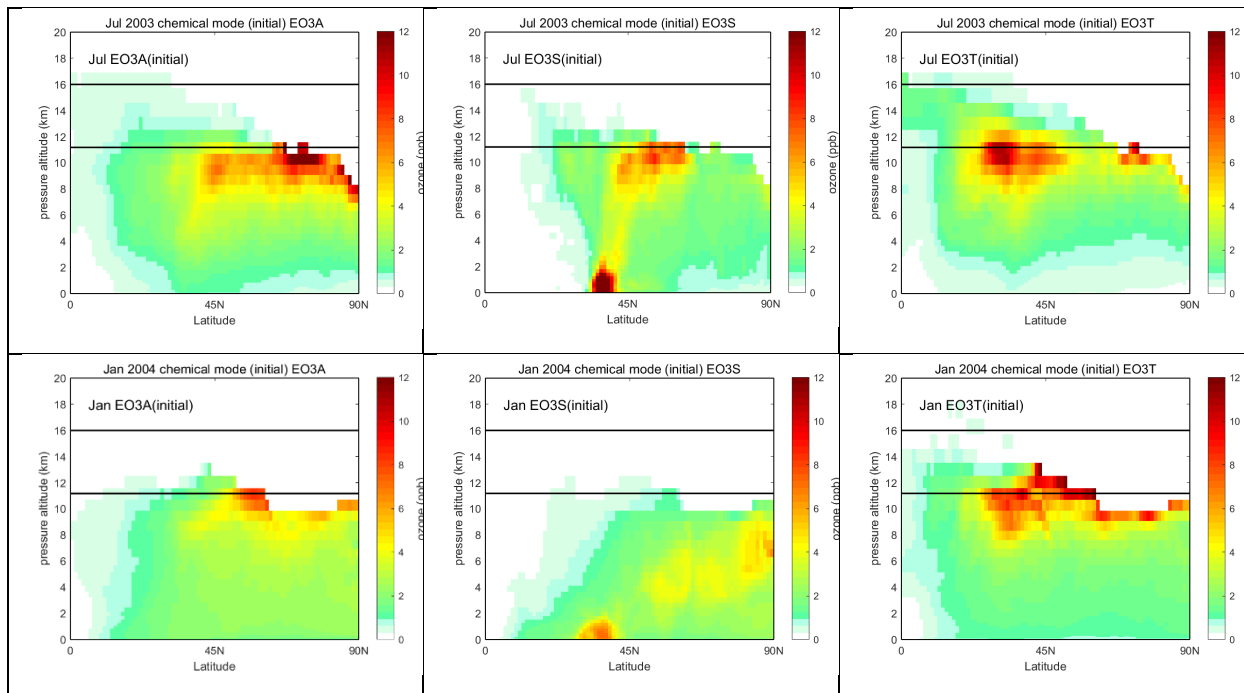 Jul 2003 chemical mode (initial) EO3A
Jul EO3A(initial)
pressure altitude (km)
20
18
16
14
12
10
8
6
4
2
0
0
45N
90N
Latitude
12
10
8
6
4
2
0
ozone (ppb)
Jul 2003 chemical mode (initial) EO3S
Jul EO3S(initial)
pressure altitude (km)
20
18
16
14
12
10
8
6
4
2
0
0
45N
90N
Latitude
12
10
8
6
4
2
0
ozone (ppb)
Jul 2003 chemical mode (initial) EO3T
Jul EO3T(initial)
pressure altitude (km)
20
18
16
14
12
10
8
6
4
2
0
0
45N
90N
Latitude
12
10
8
6
4
2
0
Jan 2004 chemical mode (initial) EO3A
Jan EO3A(initial)
pressure altitude (km)
20
18
16
14
12
10
8
6
4
2
0
0
45N
90N
Latitude
12
10
8
6
4
2
0
ozone (ppb)
Jan 2004 chemical mode (initial) EO3S
Jan EO3S(initial)
pressure altitude (km)
20
18
16
14
12
10
8
6
4
2
0
0
45N
90N
Latitude
12
10
8
6
4
2
0
ozone (ppb)
Jan 2004 chemical mode (initial) EO3T
Jan EO3T(initial)
pressure altitude (km)
20
18
16
14
12
10
8
6
4
2
0
0
45N
90N
Latitude
12
10
8
6
4
2
0